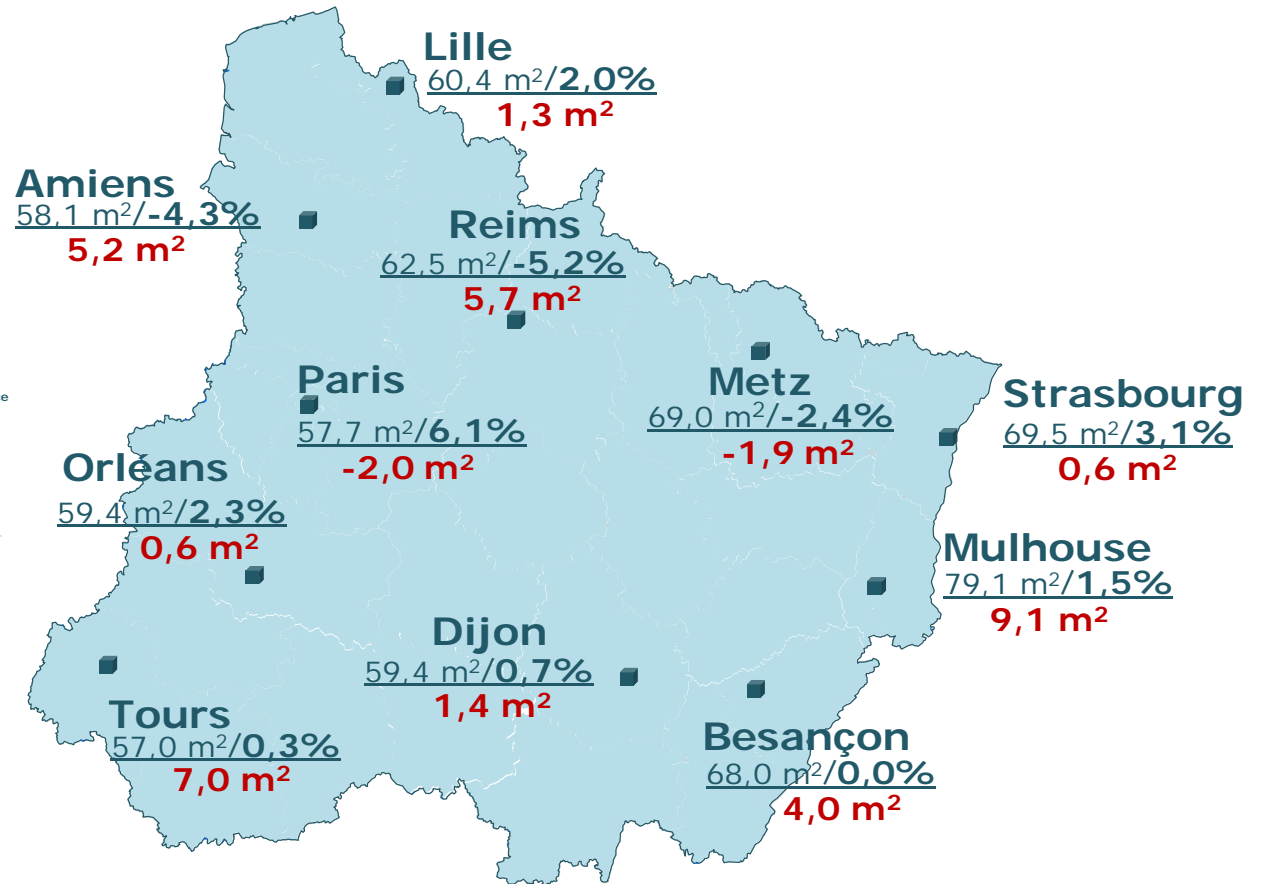 Lille
60,4 m²/2,0%
1,3 m²
Amiens
58,1 m²/-4,3%
5,2 m²
Reims
62,5 m²/-5,2%
5,7 m²
Paris
57,7 m²/6,1%
-2,0 m²
Metz
69,0 m²/-2,4%
-1,9 m²
Strasbourg
69,5 m²/3,1%
0,6 m²
Orléans
59,4 m²/2,3%
0,6 m²
Mulhouse
79,1 m²/1,5%
9,1 m²
Dijon
59,4 m²/0,7%
1,4 m²
Tours
57,0 m²/0,3%
7,0 m²
Besançon
68,0 m²/0,0%
4,0 m²